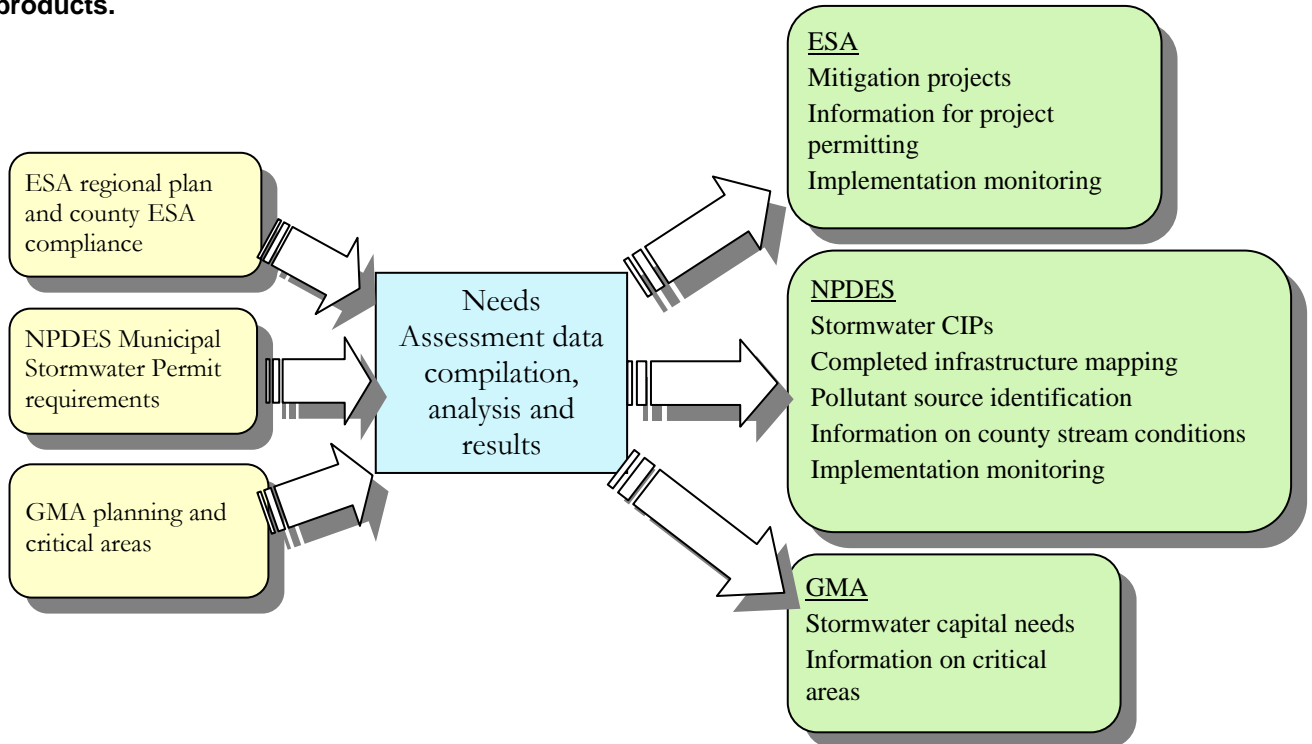 products.
ESA regional plan
and county ESA
compliance
NPDES Municipal
Stormwater Permit
requirements
GMA planning and
critical areas
Needs
Assessment data
compilation,
analysis and
results
ESA
Mitigation projects
Information for project
permitting
Implementation monitoring
NPDES
Stormwater CIPs
Completed infrastructure mapping
Pollutant source identification
Information on county stream conditions
Implementation monitoring
GMA
Stormwater capital needs
Information on critical
areas